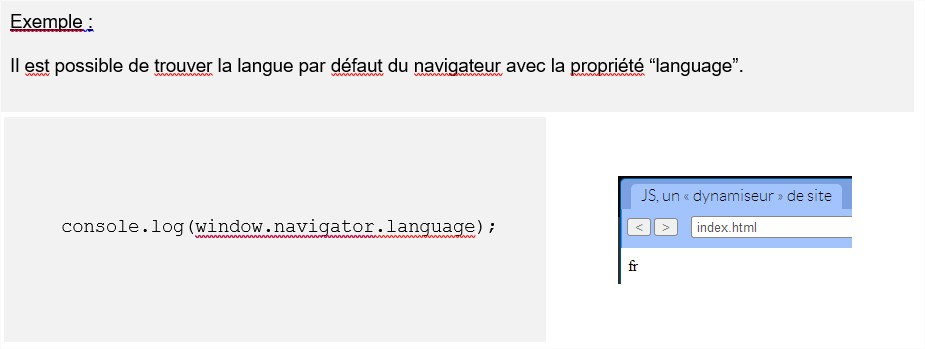 Exemple :
Il est possible de trouver la langue par défaut du navigateur avec la propriété “language”.
console.log(window.navigator.language);
JS, un « dynamiseur » de site
< > index.html
fr